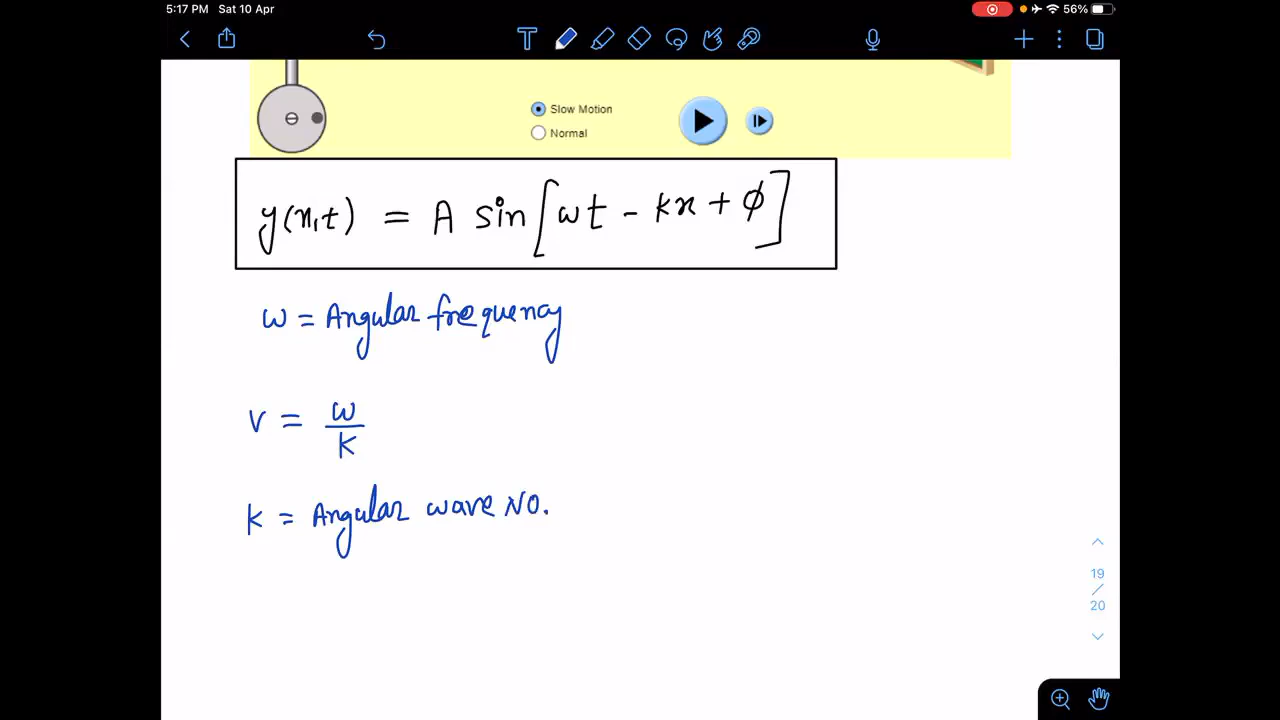 5:17 PM Sat 10 Apr 56%
Slow Motion
Normal
y(x,t) = A sin[ωt - kx + ϕ]
ω = Angular frequency
v = ω/k
k = Angular wave No.
19
/
20